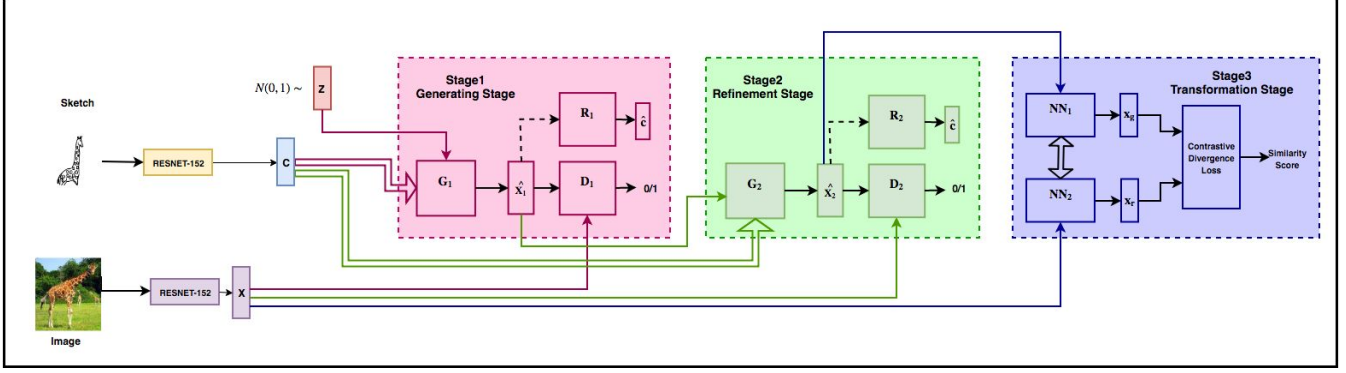 Sketch
RESNET-152
N(0,1) ~
Z
C
Stage1
Generating Stage
G₁
x̂₁
R₁
ĉ
D₁
0/1
Stage2
Refinement Stage
G₂
x̂₂
R₂
ĉ
D₂
0/1
Stage3
Transformation Stage
NN₁
xg
NN₂
xr
Contrastive
Divergence
Loss
Similarity
Score
RESNET-152
X
Image